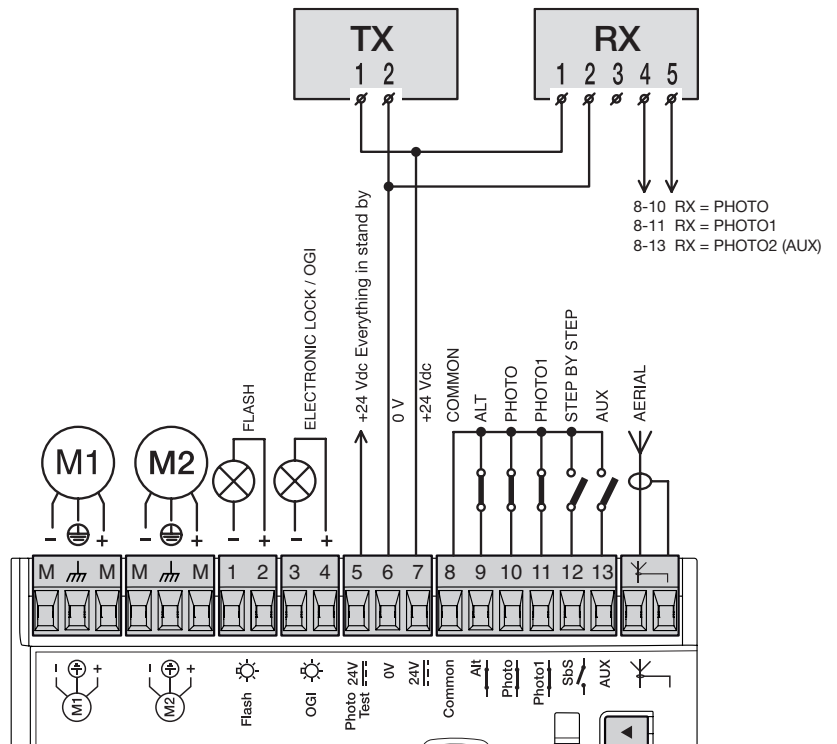 TX
1 2
RX
1 2 3 4 5
8-10 RX = PHOTO
8-11 RX = PHOTO1
8-13 RX = PHOTO2 (AUX)
FLASH
ELECTRONIC LOCK / OGI
+24 Vdc Everything in stand by
0 V
+24 Vdc
COMMON
ALT
PHOTO
PHOTO1
STEP BY STEP
AUX
AERIAL
M1
M2
- +
- +
- +
- +
M M M M 1 2 3 4 5 6 7 8 9 10 11 12 13
- +
M1
- +
M2
Flash
OGI
Photo 24V
Test
0V
24V
Common
Alt
Photo
Photo1
SbS
AUX